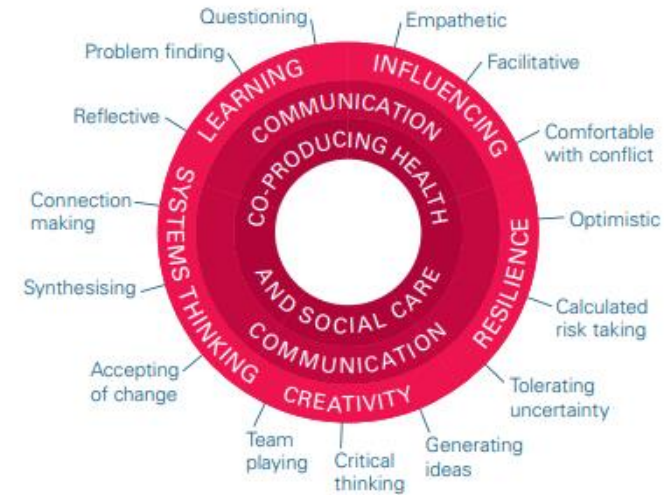 Questioning
Empathetic
Problem finding
Facilitative
Reflective
Comfortable
with conflict
Connection
making
Optimistic
Synthesising
Calculated
risk taking
Accepting
of change
Tolerating
uncertainty
Team
playing
Critical
thinking
Generating
ideas
LEARNING
INFLUENCING
RESILIENCE
CREATIVITY
SYSTEMS THINKING
COMMUNICATION
COMMUNICATION
CO-PRODUCING HEALTH
AND SOCIAL CARE